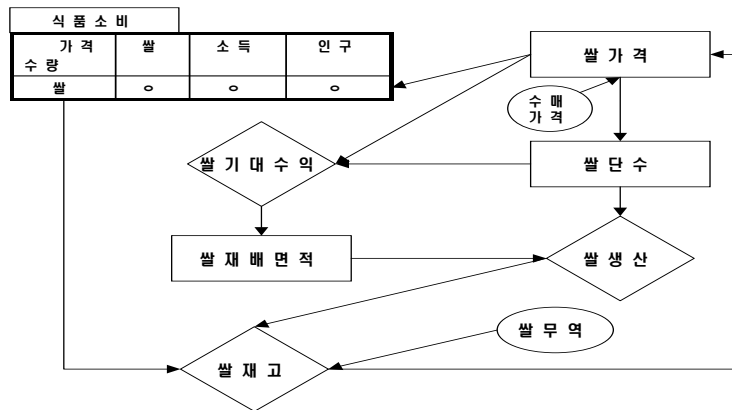 식 품 소 비
가 격 쌀 소 득 인 구
수 량
쌀 ㅇ ㅇ ㅇ
쌀 가 격
수 매
가 격
쌀 기 대 수 익
쌀 단 수
쌀 재 배 면 적
쌀 생 산
쌀 무 역
쌀 재 고